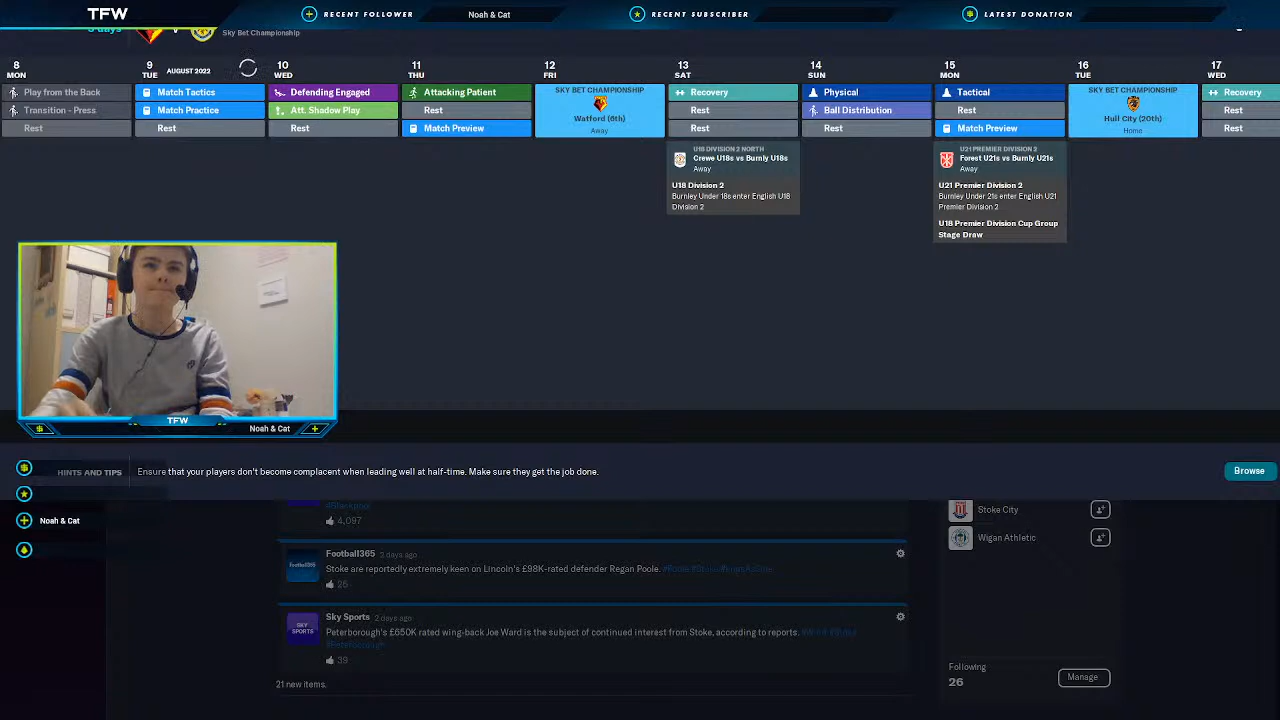 TFW
RECENT FOLLOWER
Noah & Cat
RECENT SUBSCRIBER
LATEST DONATION
Sky Bet Championship
8
MON
9
TUE
AUGUST 2022
10
WED
11
THU
12
FRI
13
SAT
14
SUN
15
MON
16
TUE
17
WED
Play from the Back
Transition - Press
Rest
Match Tactics
Match Practice
Rest
Defending Engaged
Att. Shadow Play
Rest
Attacking Patient
Rest
Match Preview
SKY BET CHAMPIONSHIP
Watford (6th)
Away
Recovery
Rest
Rest
Physical
Ball Distribution
Rest
Tactical
Rest
Match Preview
SKY BET CHAMPIONSHIP
Hull City (20th)
Home
Recovery
Rest
Rest
U18 DIVISION 2 NORTH
Crewe U18s vs Burnly U18s
Away
U18 Division 2
Burnley Under 18s enter English U18
Division 2
U21 PREMIER DIVISION 2
Forest U21s vs Burnly U21s
Away
U21 Premier Division 2
Burnley Under 21s enter English U21
Premier Division 2
U18 Premier Division Cup Group
Stage Draw
TFW
Noah & Cat
HINTS AND TIPS
Ensure that your players don't become complacent when leading well at half-time. Make sure they get the job done.
Browse
Noah & Cat
4,097
Football365 2 days ago
Football365
Stoke are reportedly extremely keen on Lincoln's £98K-rated defender Regan Poole.
26
Sky Sports 2 days ago
SKY
SPORTS
Peterborough's £650K rated wing-back Joe Ward is the subject of continued interest from Stoke, according to reports.
#Peterborough
39
21 new items.
Stoke City
Wigan Athletic
Following
26
Manage